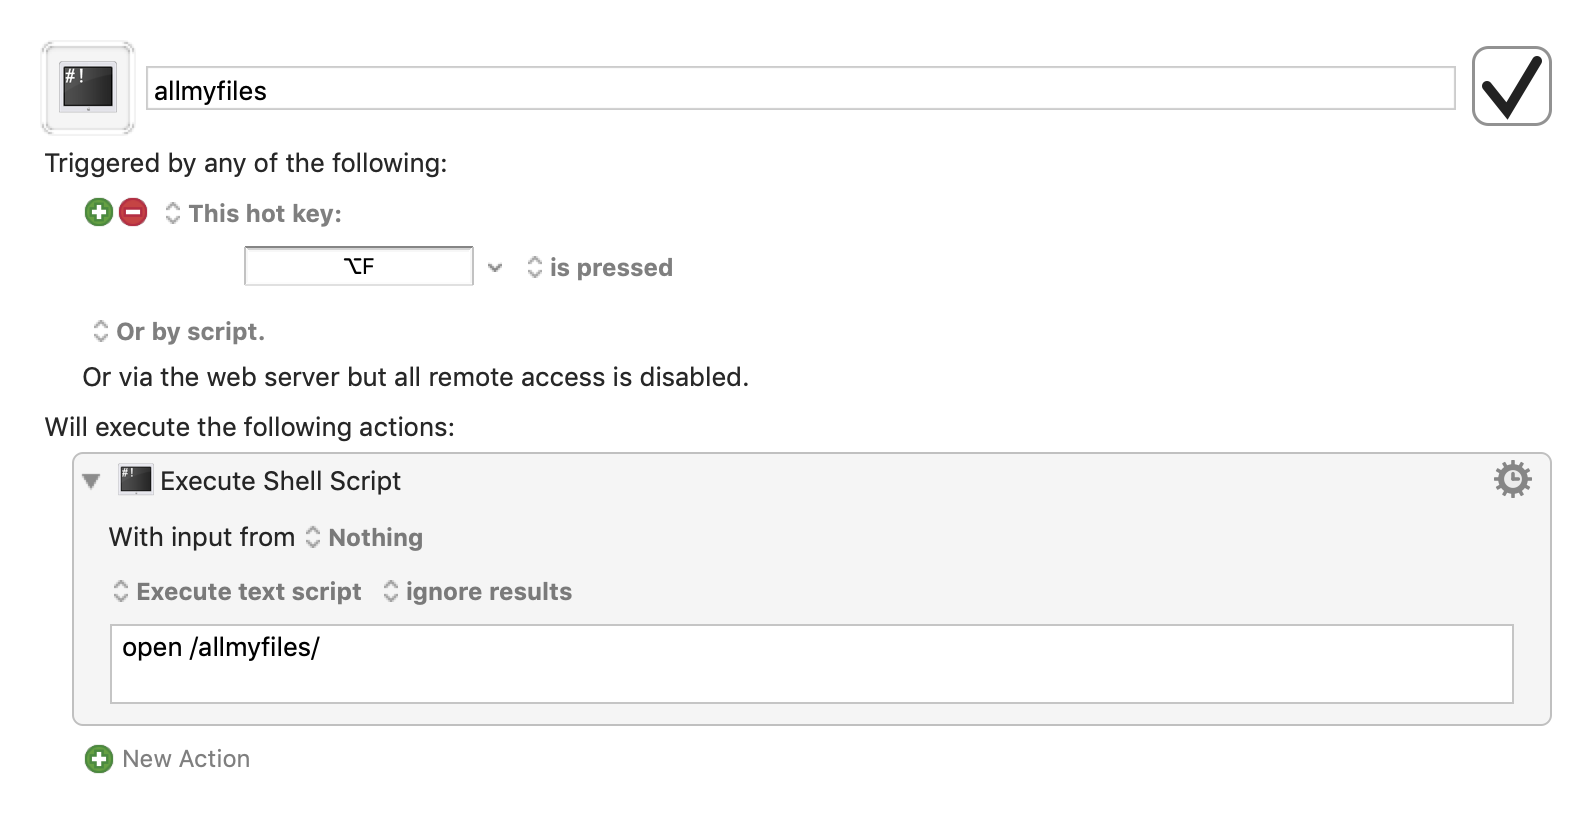 #!
allmyfiles
Triggered by any of the following:
This hot key:
⌥F
is pressed
Or by script.
Or via the web server but all remote access is disabled.
Will execute the following actions:
#! Execute Shell Script
With input from Nothing
Execute text script ignore results
open /allmyfiles/
New Action